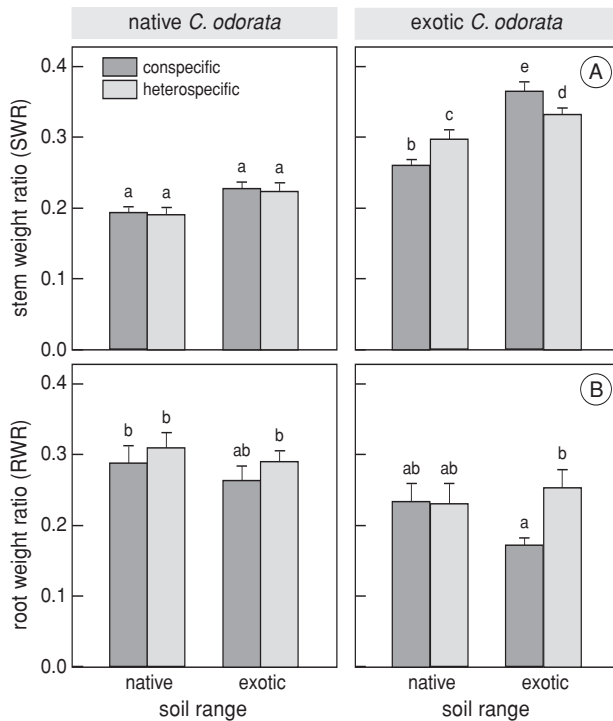 native C. odorata
exotic C. odorata
A
stem weight ratio (SWR)
0.4
0.3
0.2
0.1
0.0
conspecific
heterospecific
a a a a
b c e d
B
root weight ratio (RWR)
0.4
0.3
0.2
0.1
0.0
b b ab b
ab ab a b
native exotic
native exotic
soil range
soil range